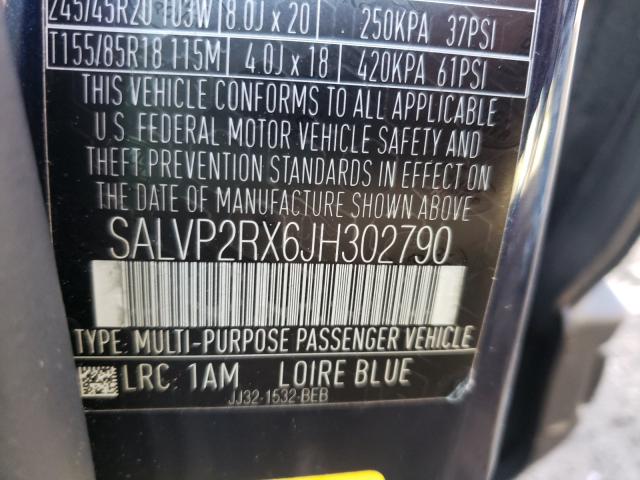 245/45R20 103W 8.0J x 20 250KPA 37PSI
T155/85R18 115M 4.0J x 18 420KPA 61PSI
THIS VEHICLE CONFORMS TO ALL APPLICABLE
U.S. FEDERAL MOTOR VEHICLE SAFETY AND
THEFT PREVENTION STANDARDS IN EFFECT ON
THE DATE OF MANUFACTURE SHOWN ABOVE
SALVP2RX6JH302790
TYPE: MULTI-PURPOSE PASSENGER VEHICLE
LRC: 1AM LOIRE BLUE
JJ32-1532-BEB